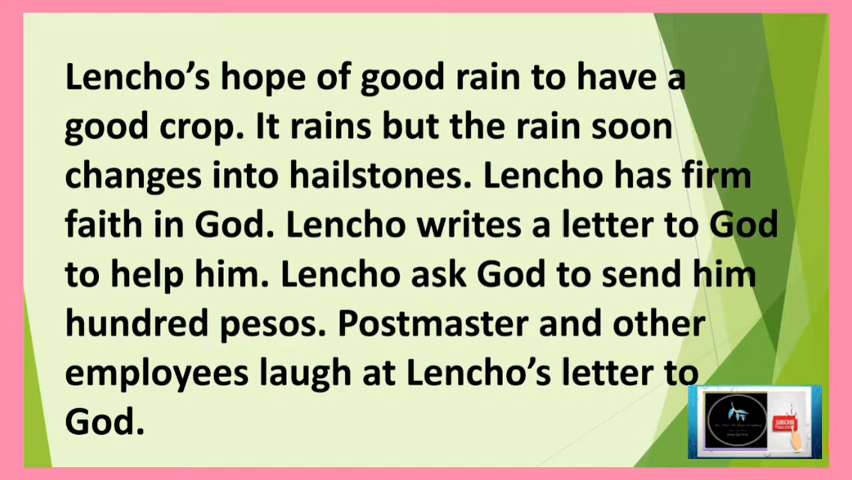 Lencho's hope of good rain to have a
good crop. It rains but the rain soon
changes into hailstones. Lencho has firm
faith in God. Lencho writes a letter to God
to help him. Lencho ask God to send him
hundred pesos. Postmaster and other
employees laugh at Lencho's letter to
God.
SUBSCRIBE